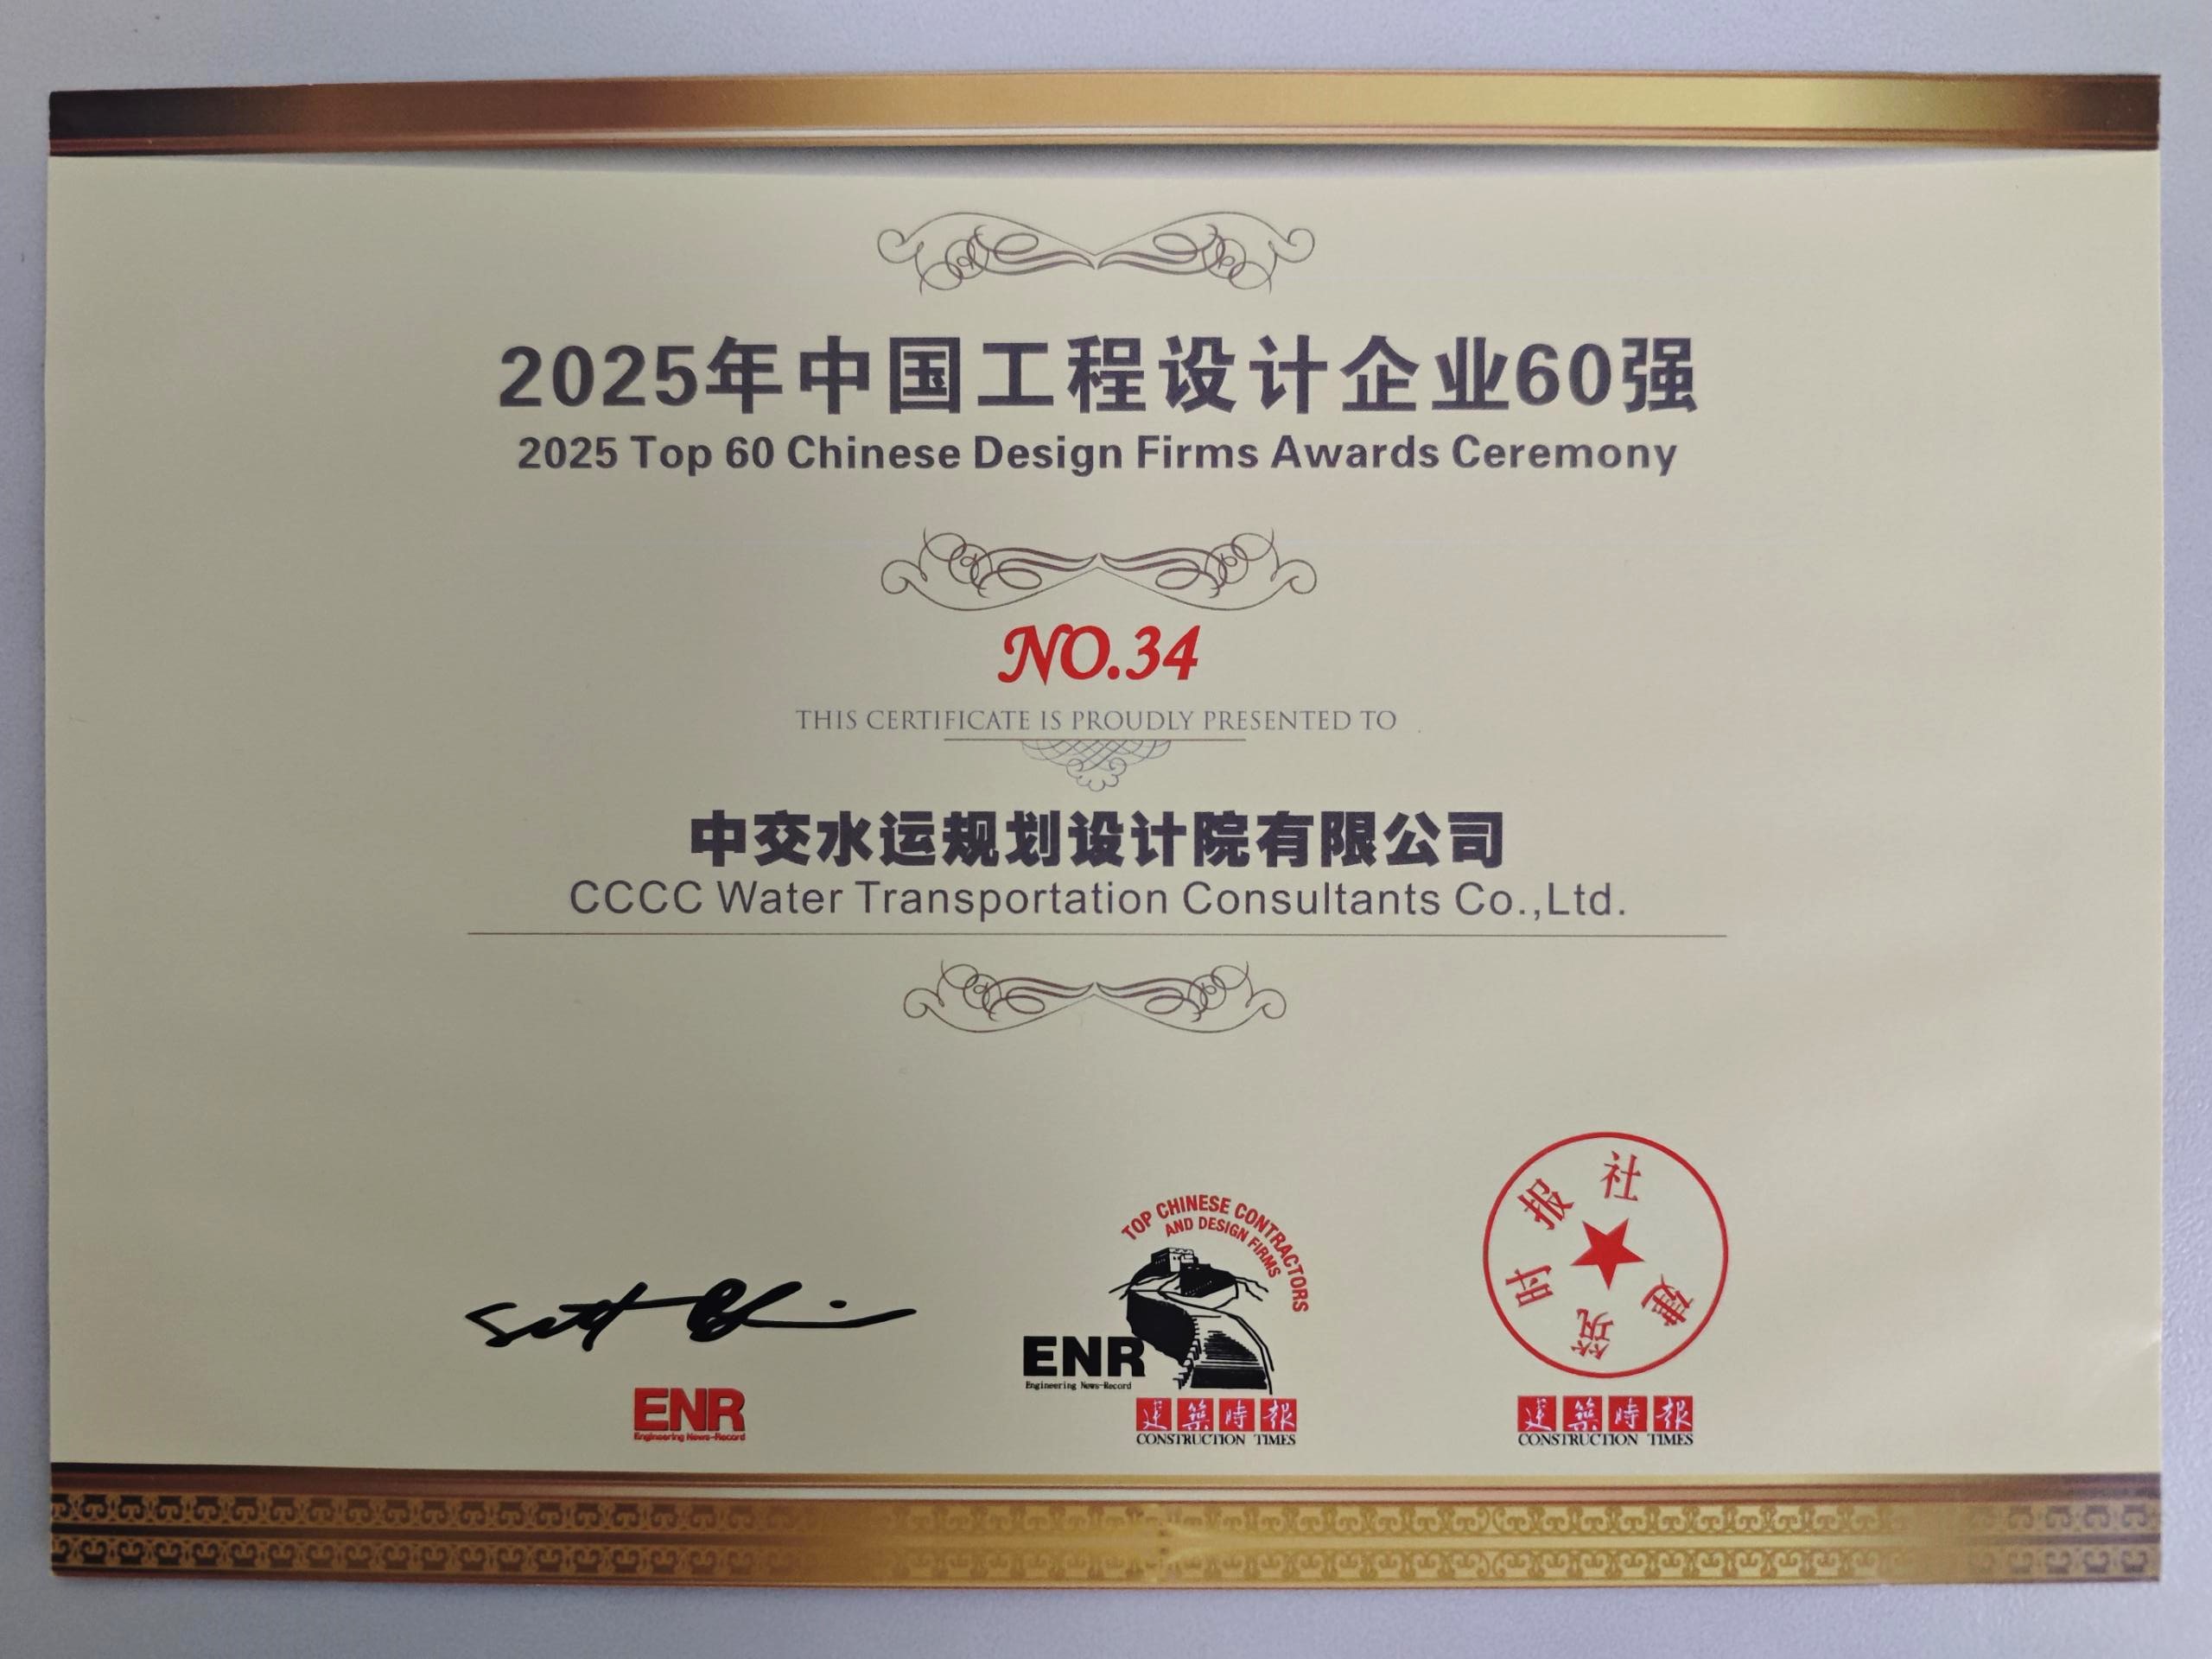 2025年中国工程设计企业60强
2025 Top 60 Chinese Design Firms Awards Ceremony
NO.34
THIS CERTIFICATE IS PROUDLY PRESENTED TO
中交水运规划设计院有限公司
CCCC Water Transportation Consultants Co.,Ltd.
ENR
Engineering News-Record
TOP CHINESE CONTRACTORS
AND DESIGN FIRMS
ENR
Engineering News-Record
建築時報
CONSTRUCTION TIMES
建筑时报社
建築時報
CONSTRUCTION TIMES